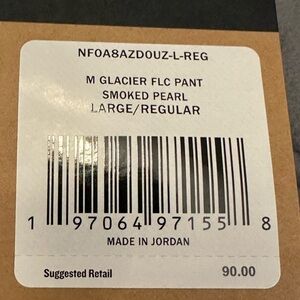 NF0A8AZD0UZ-L-REG
M GLACIER FLC PANT
SMOKED PEARL
LARGE/REGULAR
1 97064 97155 8
MADE IN JORDAN
Suggested Retail 90.00